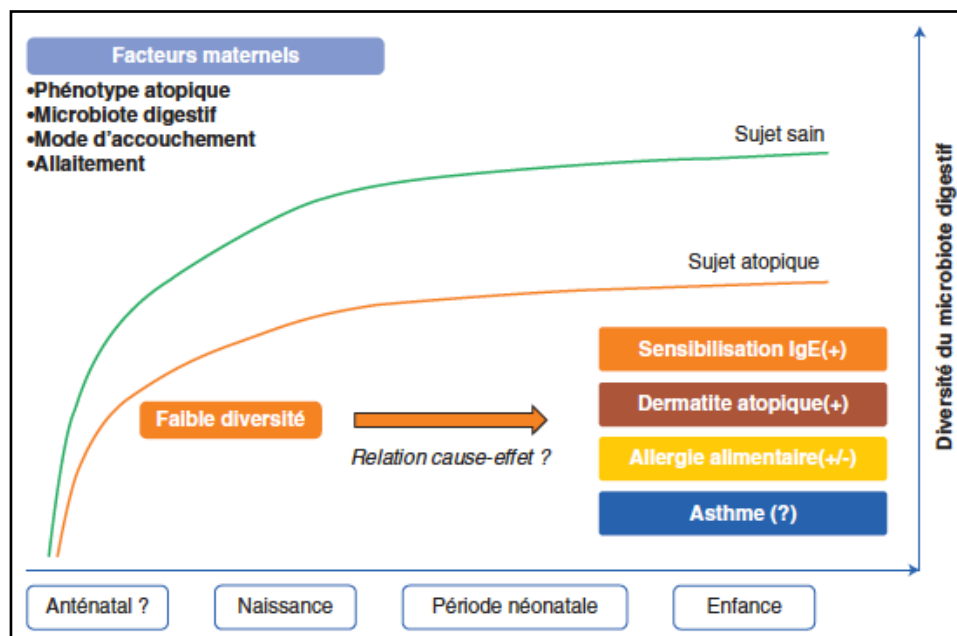 Facteurs maternels
•Phénotype atopique
•Microbiote digestif
•Mode d'accouchement
•Allaitement
Sujet sain
Sujet atopique
Diversité du microbiote digestif
Faible diversité
Relation cause-effet ?
Sensibilisation IgE(+)
Dermatite atopique(+)
Allergie alimentaire(+/-)
Asthme (?)
Anténatal ?
Naissance
Période néonatale
Enfance